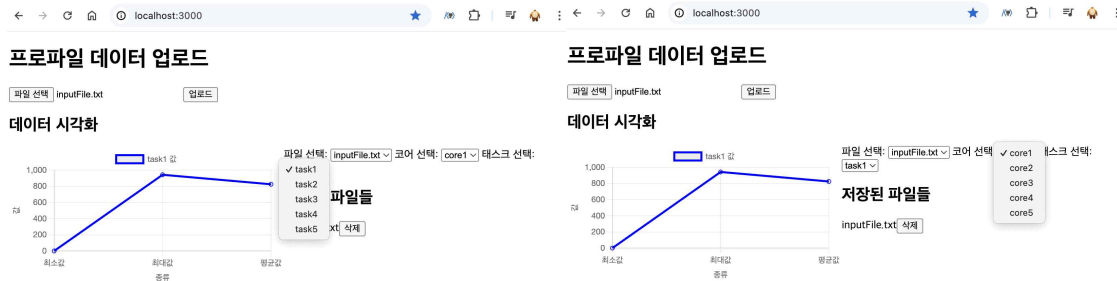 localhost:3000
프로파일 데이터 업로드
파일 선택 inputFile.txt 업로드
데이터 시각화
task1 값
1,000
800
600
400
200
0
값
최소값 최대값 평균값
종류
파일 선택: inputFile.txt 코어 선택: core1 태스크 선택:
✓ task1
task2
task3
task4
task5
파일들
xt 삭제
localhost:3000
프로파일 데이터 업로드
파일 선택 inputFile.txt 업로드
데이터 시각화
task1 값
1,000
800
600
400
200
0
값
최소값 최대값 평균값
종류
파일 선택: inputFile.txt 코어 선택 태스크 선택:
task1
✓ core1
core2
core3
core4
core5
저장된 파일들
inputFile.txt 삭제